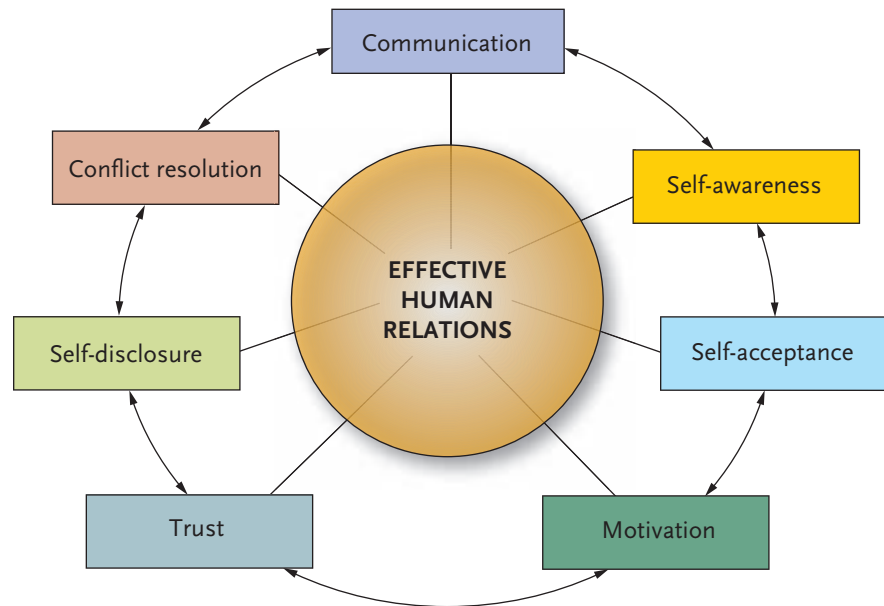 Communication
Conflict resolution
Self-awareness
EFFECTIVE
HUMAN
RELATIONS
Self-disclosure
Self-acceptance
Trust
Motivation